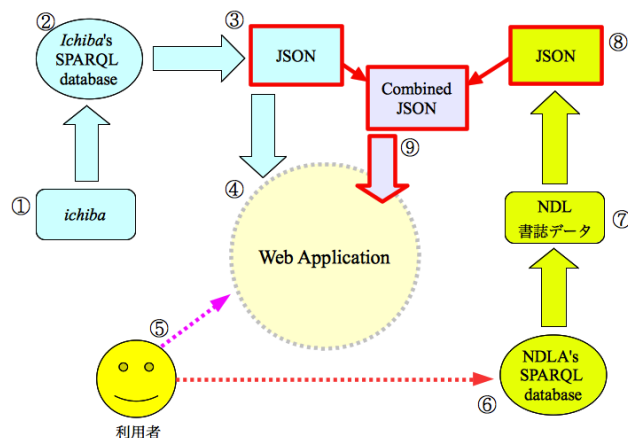 ②
Ichiba's
SPARQL
database
③
JSON
Combined
JSON
JSON
⑧
①
ichiba
④
⑨
Web Application
NDL
書誌データ
⑦
⑤
利用者
⑥
NDLA's
SPARQL
database